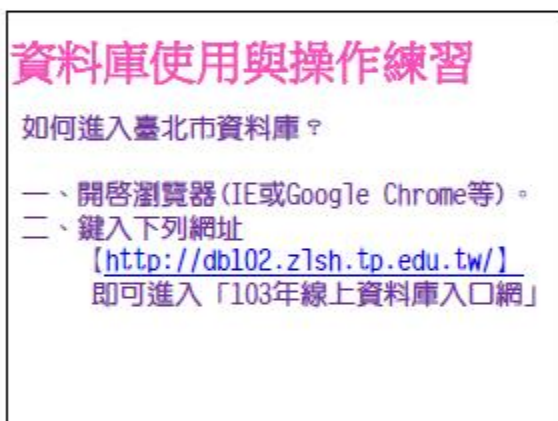 資料庫使用與操作練習
如何進入臺北市資料庫？
一、開啓瀏覽器(IE或Google Chrome等)。
二、鍵入下列網址
【http://db102.zlsh.tp.edu.tw/】
即可進入「103年線上資料庫入口網」